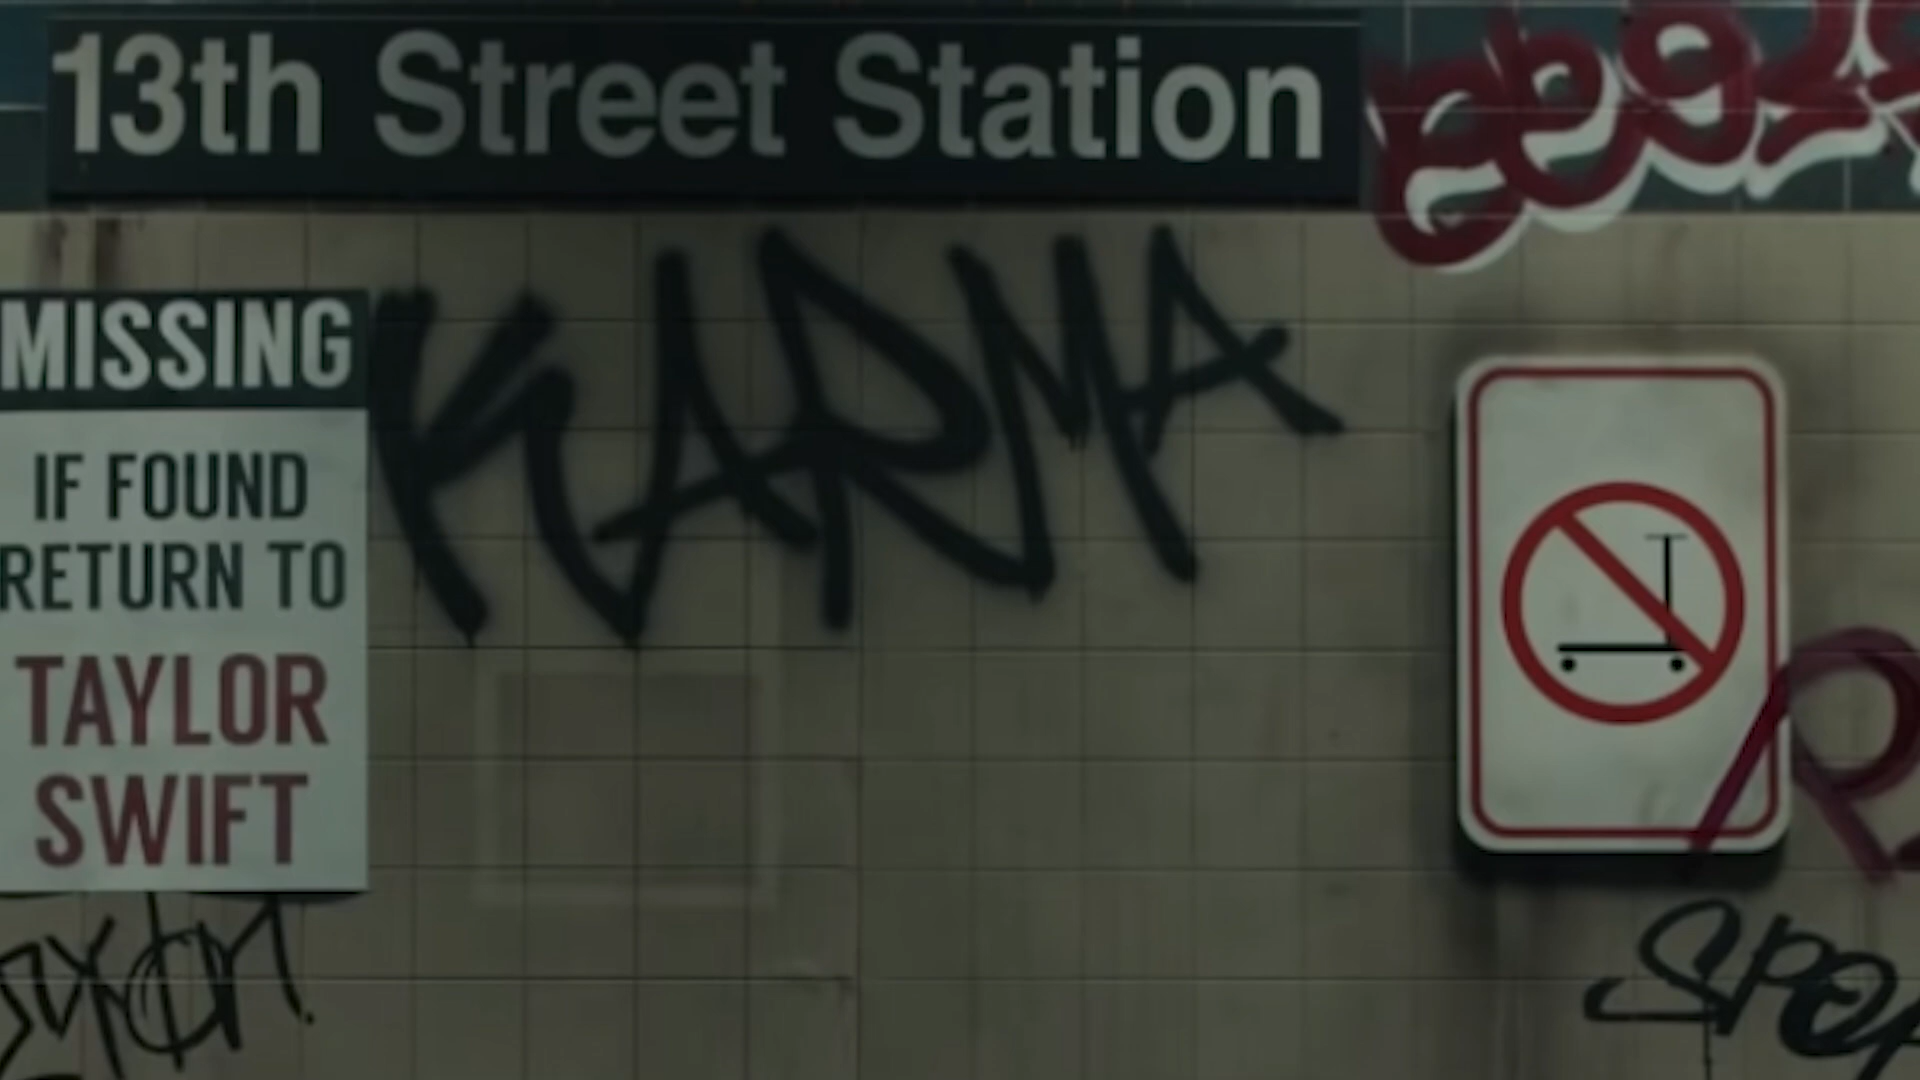 13th Street Station
KARMA
MISSING
IF FOUND
RETURN TO
TAYLOR
SWIFT